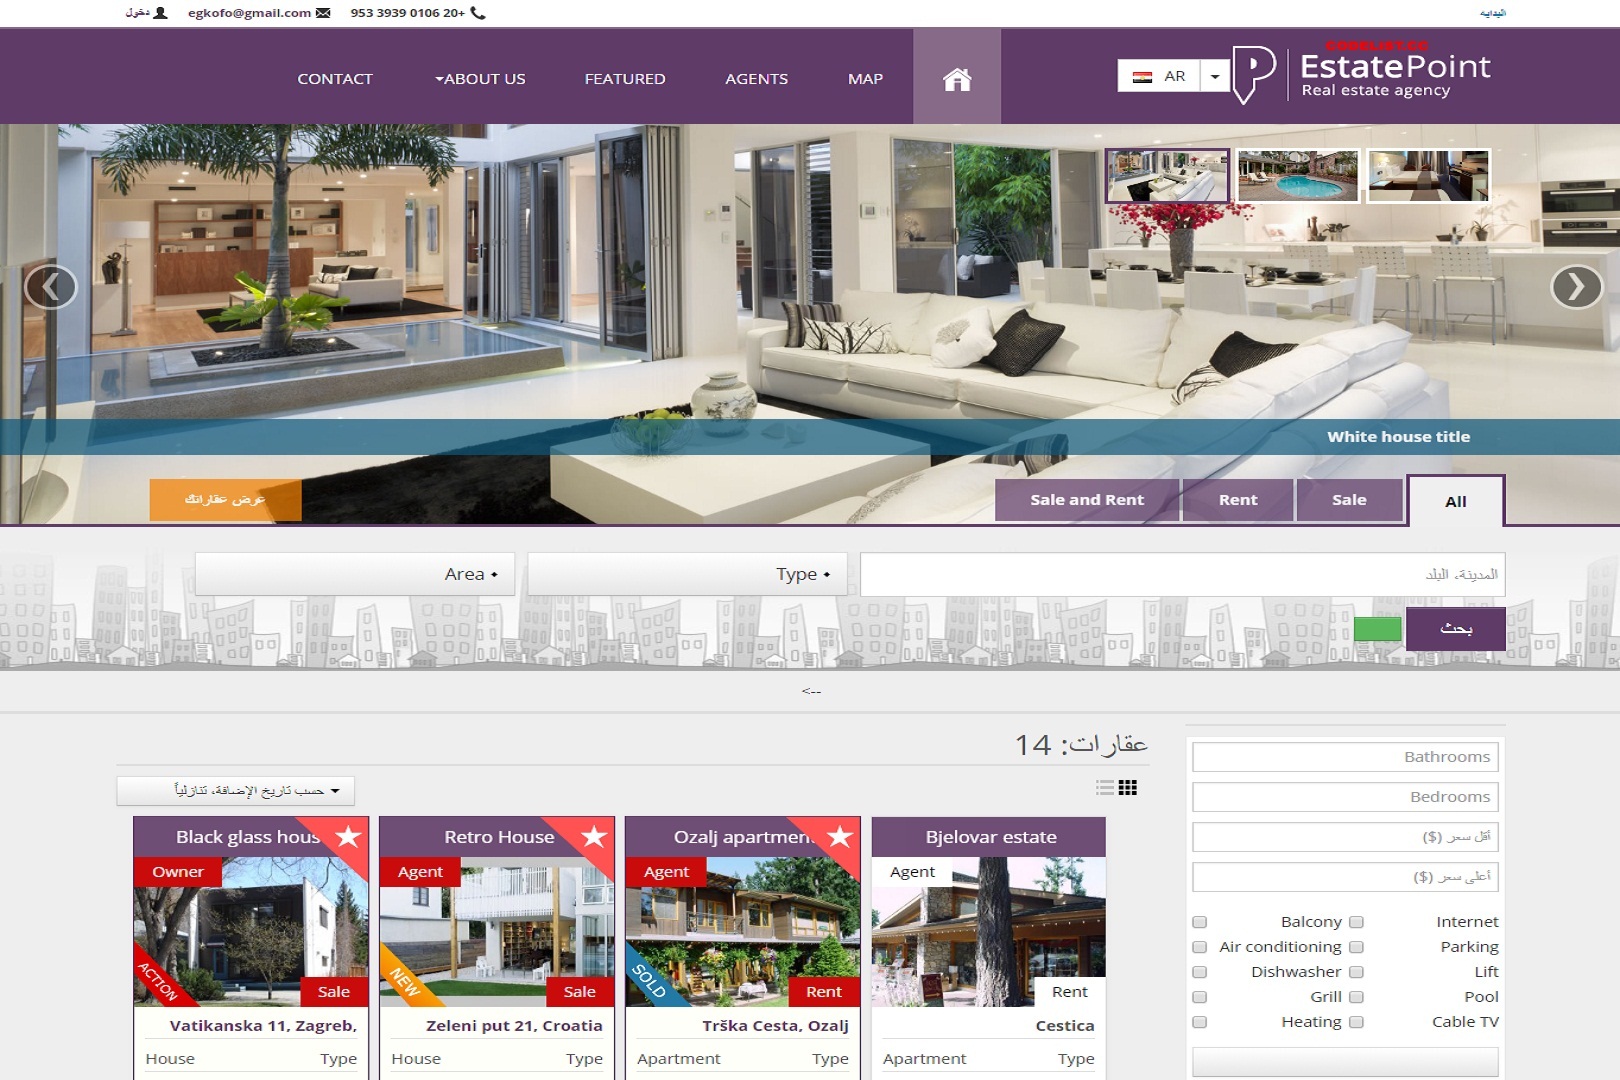 البدايه
+20 0106 3939 953
egkofo@gmail.com
دخول
CODELIST.CC
EstatePoint
Real estate agency
AR
MAP
AGENTS
FEATURED
ABOUT US
CONTACT
White house title
All
Sale
Rent
Sale and Rent
عرض عقاراتك
المدينة، البلد
Type
Area
بحث
<--
عقارات: 14
حسب تاريخ الإضافة، تنازلياً
Black glass hous
Owner
ACTION
Sale
Vatikanska 11, Zagreb,
House
Type
Retro House
Agent
NEW
Sale
Zeleni put 21, Croatia
House
Type
Ozalj apartmen
Agent
SOLD
Rent
Trška Cesta, Ozalj
Apartment
Type
Bjelovar estate
Agent
Rent
Cestica
Apartment
Type
Bathrooms
Bedrooms
أقل سعر ($)
أعلى سعر ($)
Balcony
Internet
Air conditioning
Parking
Dishwasher
Lift
Grill
Pool
Heating
Cable TV